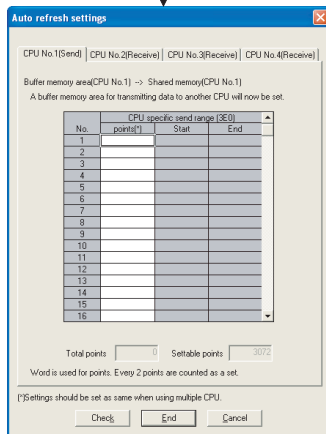 Auto refresh settings
CPU No.1(Send) CPU No.2(Receive) CPU No.3(Receive) CPU No.4(Receive)
Buffer memory area(CPU No.1) --> Shared memory(CPU No.1)
A buffer memory area for transmitting data to another CPU will now be set.
CPU specific send range (3E0)
No. points(*) Start End
1
2
3
4
5
6
7
8
9
10
11
12
13
14
15
16
Total points 0 Settable points 3072
Word is used for points. Every 2 points are counted as a set.
(*)Settings should be set as same when using multiple CPU.
Check End Cancel